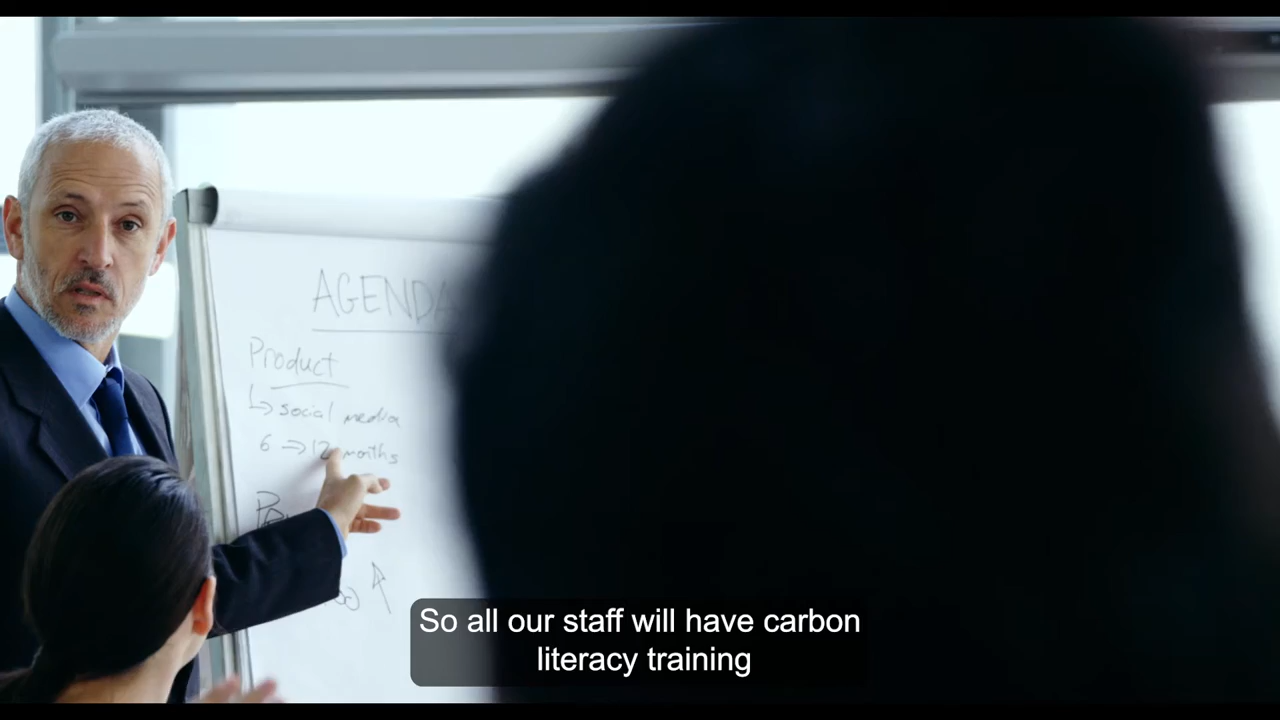 AGENDA
Product
↳ social media
6 → 12 months
So all our staff will have carbon
literacy training